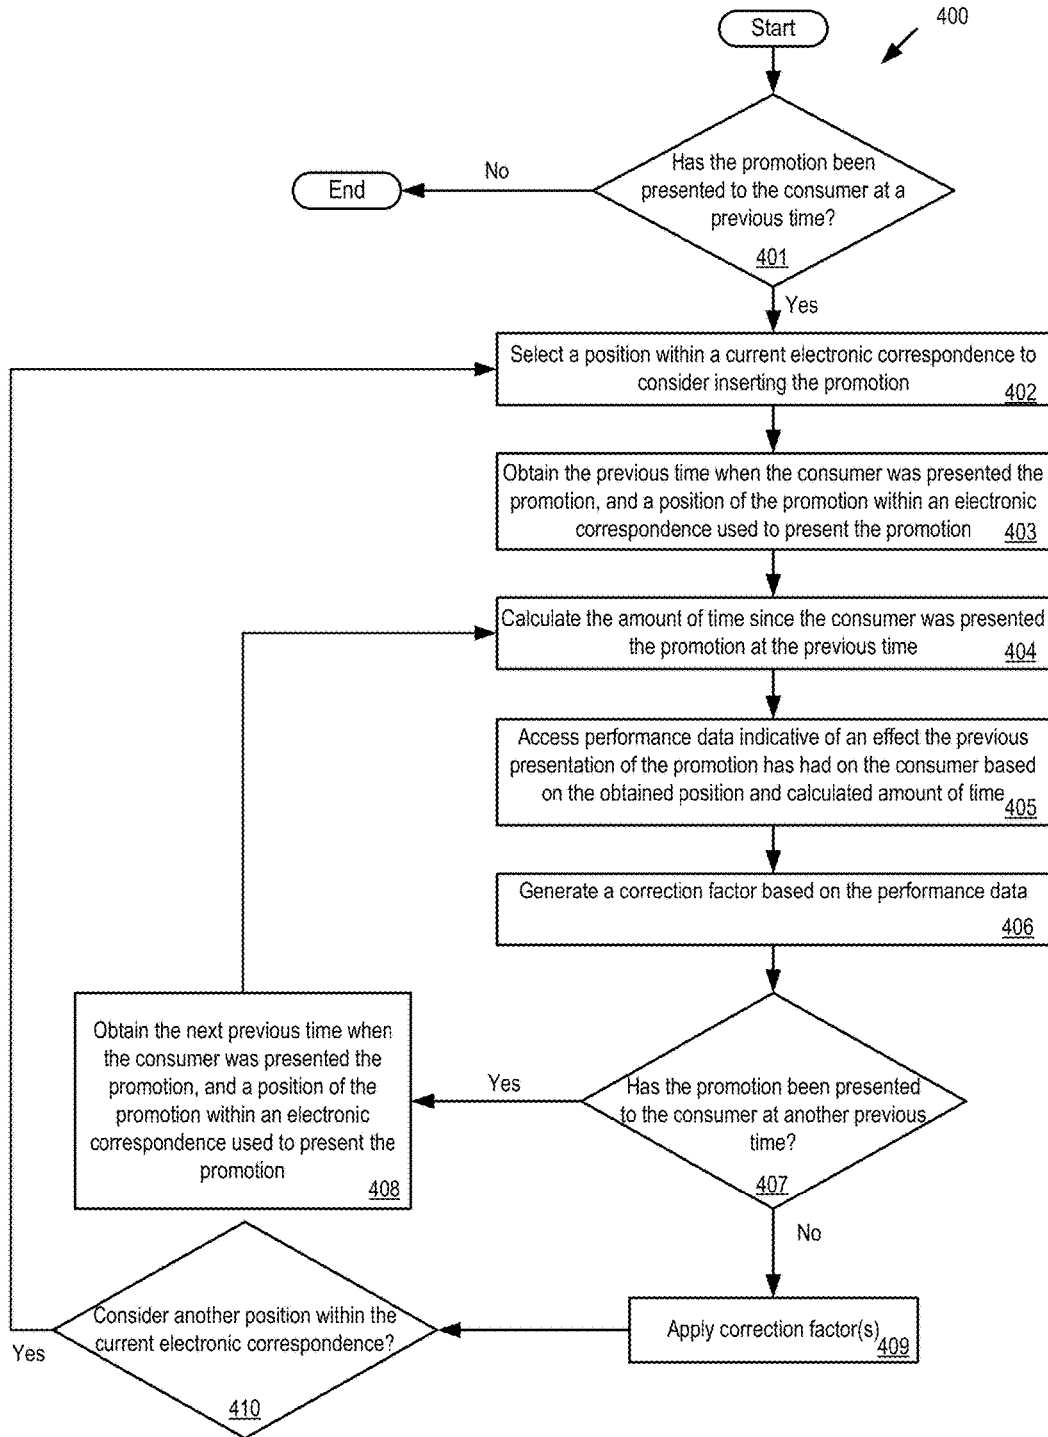 Start
400
Has the promotion been
presented to the consumer at a
previous time?
401
No
End
Yes
Select a position within a current electronic correspondence to
consider inserting the promotion
402
Obtain the previous time when the consumer was presented the
promotion, and a position of the promotion within an electronic
correspondence used to present the promotion
403
Calculate the amount of time since the consumer was presented
the promotion at the previous time
404
Access performance data indicative of an effect the previous
presentation of the promotion has had on the consumer based
on the obtained position and calculated amount of time
405
Generate a correction factor based on the performance data
406
Has the promotion been presented
to the consumer at another previous
time?
407
Yes
Obtain the next previous time when
the consumer was presented the
promotion, and a position of the
promotion within an electronic
correspondence used to present the
promotion
408
No
Apply correction factor(s)
409
Consider another position within the
current electronic correspondence?
410
Yes